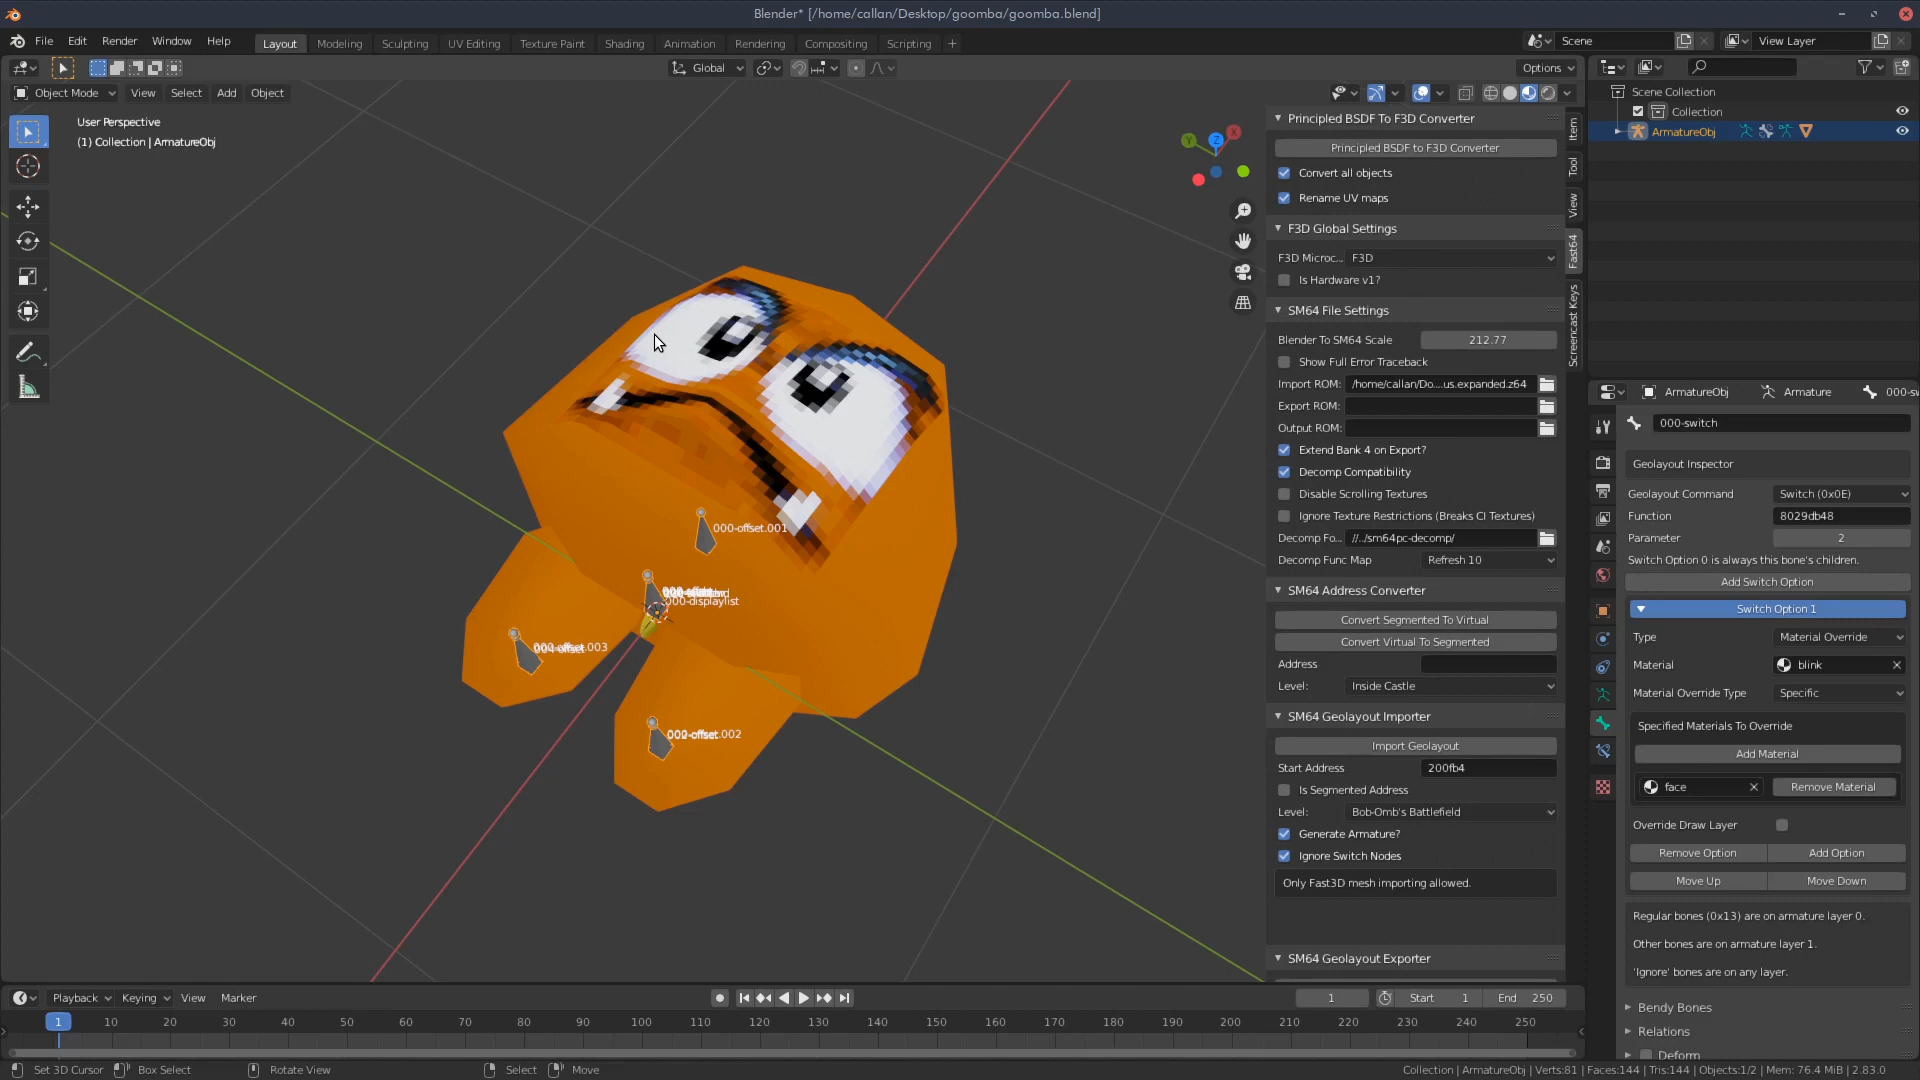 Blender* [/home/callan/Desktop/goomba/goomba.blend]
File Edit Render Window Help
Layout Modeling Sculpting UV Editing Texture Paint Shading Animation Rendering Compositing Scripting +
Scene View Layer
Global Options
Object Mode View Select Add Object
User Perspective
(1) Collection | ArmatureObj
000-offset.001
000-displaylist
000-offset.002
Principled BSDF To F3D Converter
Principled BSDF to F3D Converter
Convert all objects
Rename UV maps
F3D Global Settings
F3D Microc... F3D
Is Hardware v1?
SM64 File Settings
Blender To SM64 Scale 212.77
Show Full Error Traceback
Import ROM: /home/callan/Do....us.expanded.z64
Export ROM:
Output ROM:
Extend Bank 4 on Export?
Decomp Compatibility
Disable Scrolling Textures
Ignore Texture Restrictions (Breaks CI Textures)
Decomp Fo... //../sm64pc-decomp/
Decomp Func Map Refresh 10
SM64 Address Converter
Convert Segmented To Virtual
Convert Virtual To Segmented
Address
Level: Inside Castle
SM64 Geolayout Importer
Import Geolayout
Start Address 200fb4
Is Segmented Address
Level: Bob-Omb's Battlefield
Generate Armature?
Ignore Switch Nodes
Only Fast3D mesh importing allowed.
SM64 Geolayout Exporter
Item
Tool
View
Fast64
Screencast Keys
Scene Collection
Collection
ArmatureObj
ArmatureObj Armature 000-sw
000-switch
Geolayout Inspector
Geolayout Command Switch (0x0E)
Function 8029db48
Parameter 2
Switch Option 0 is always this bone's children.
Add Switch Option
Switch Option 1
Type Material Override
Material blink
Material Override Type Specific
Specified Materials To Override
Add Material
face Remove Material
Override Draw Layer
Remove Option Add Option
Move Up Move Down
Regular bones (0x13) are on armature layer 0.
Other bones are on armature layer 1.
'Ignore' bones are on any layer.
Bendy Bones
Relations
Deform
Playback Keying View Marker 1 Start 1 End 250
1 10 20 30 40 50 60 70 80 90 100 110 120 130 140 150 160 170 180 190 200 210 220 230 240 250
Set 3D Cursor Box Select Rotate View Select Move Collection | ArmatureObj | Verts:81 | Faces:144 | Tris:144 | Objects:1/2 | Mem: 76.4 MiB | 2.83.0